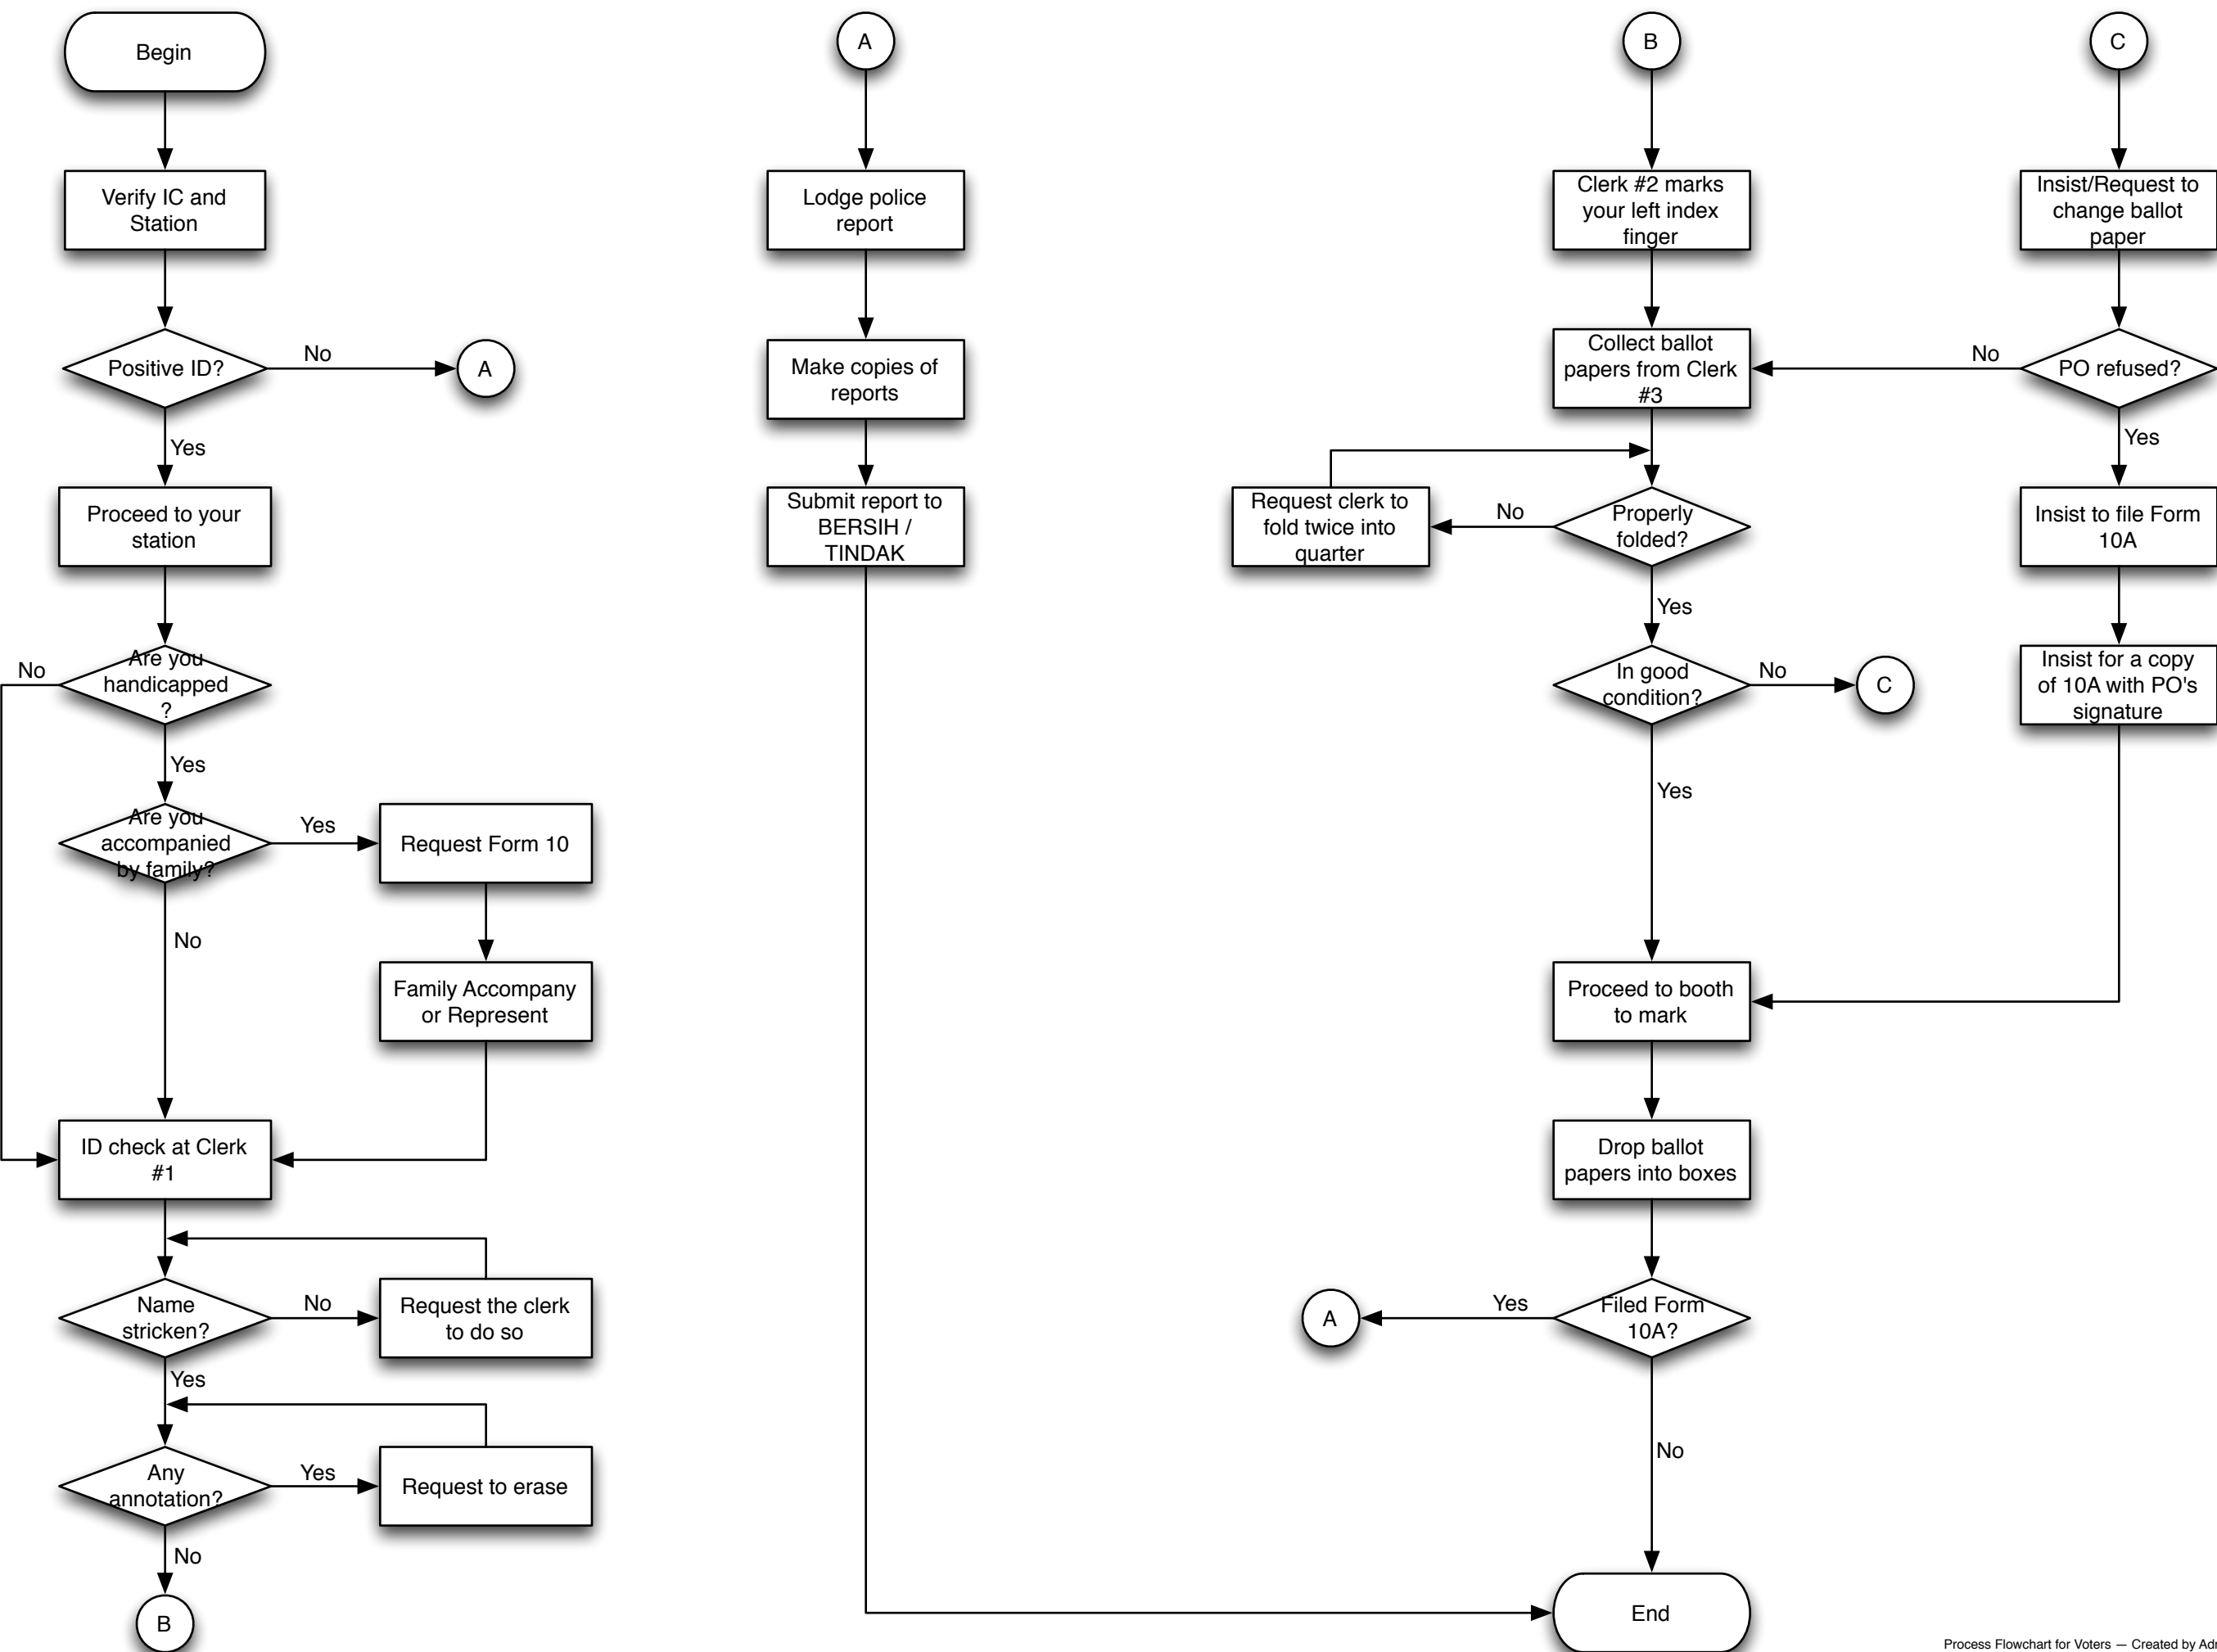 Begin
Verify IC and
Station
Positive ID?
No
A
Yes
Proceed to your
station
Are you
handicapped
?
No
Yes
Are you
accompanied
by family?
Yes
Request Form 10
No
Family Accompany
or Represent
ID check at Clerk
#1
Name
stricken?
No
Request the clerk
to do so
Yes
Any
annotation?
Yes
Request to erase
No
B
A
Lodge police
report
Make copies of
reports
Submit report to
BERSIH /
TINDAK
B
Clerk #2 marks
your left index
finger
Collect ballot
papers from Clerk
#3
Properly
folded?
No
Request clerk to
fold twice into
quarter
Yes
In good
condition?
No
C
Yes
Proceed to booth
to mark
Drop ballot
papers into boxes
Filed Form
10A?
Yes
A
No
End
C
Insist/Request to
change ballot
paper
PO refused?
No
Yes
Insist to file Form
10A
Insist for a copy
of 10A with PO's
signature
Process Flowchart for Voters — Created by